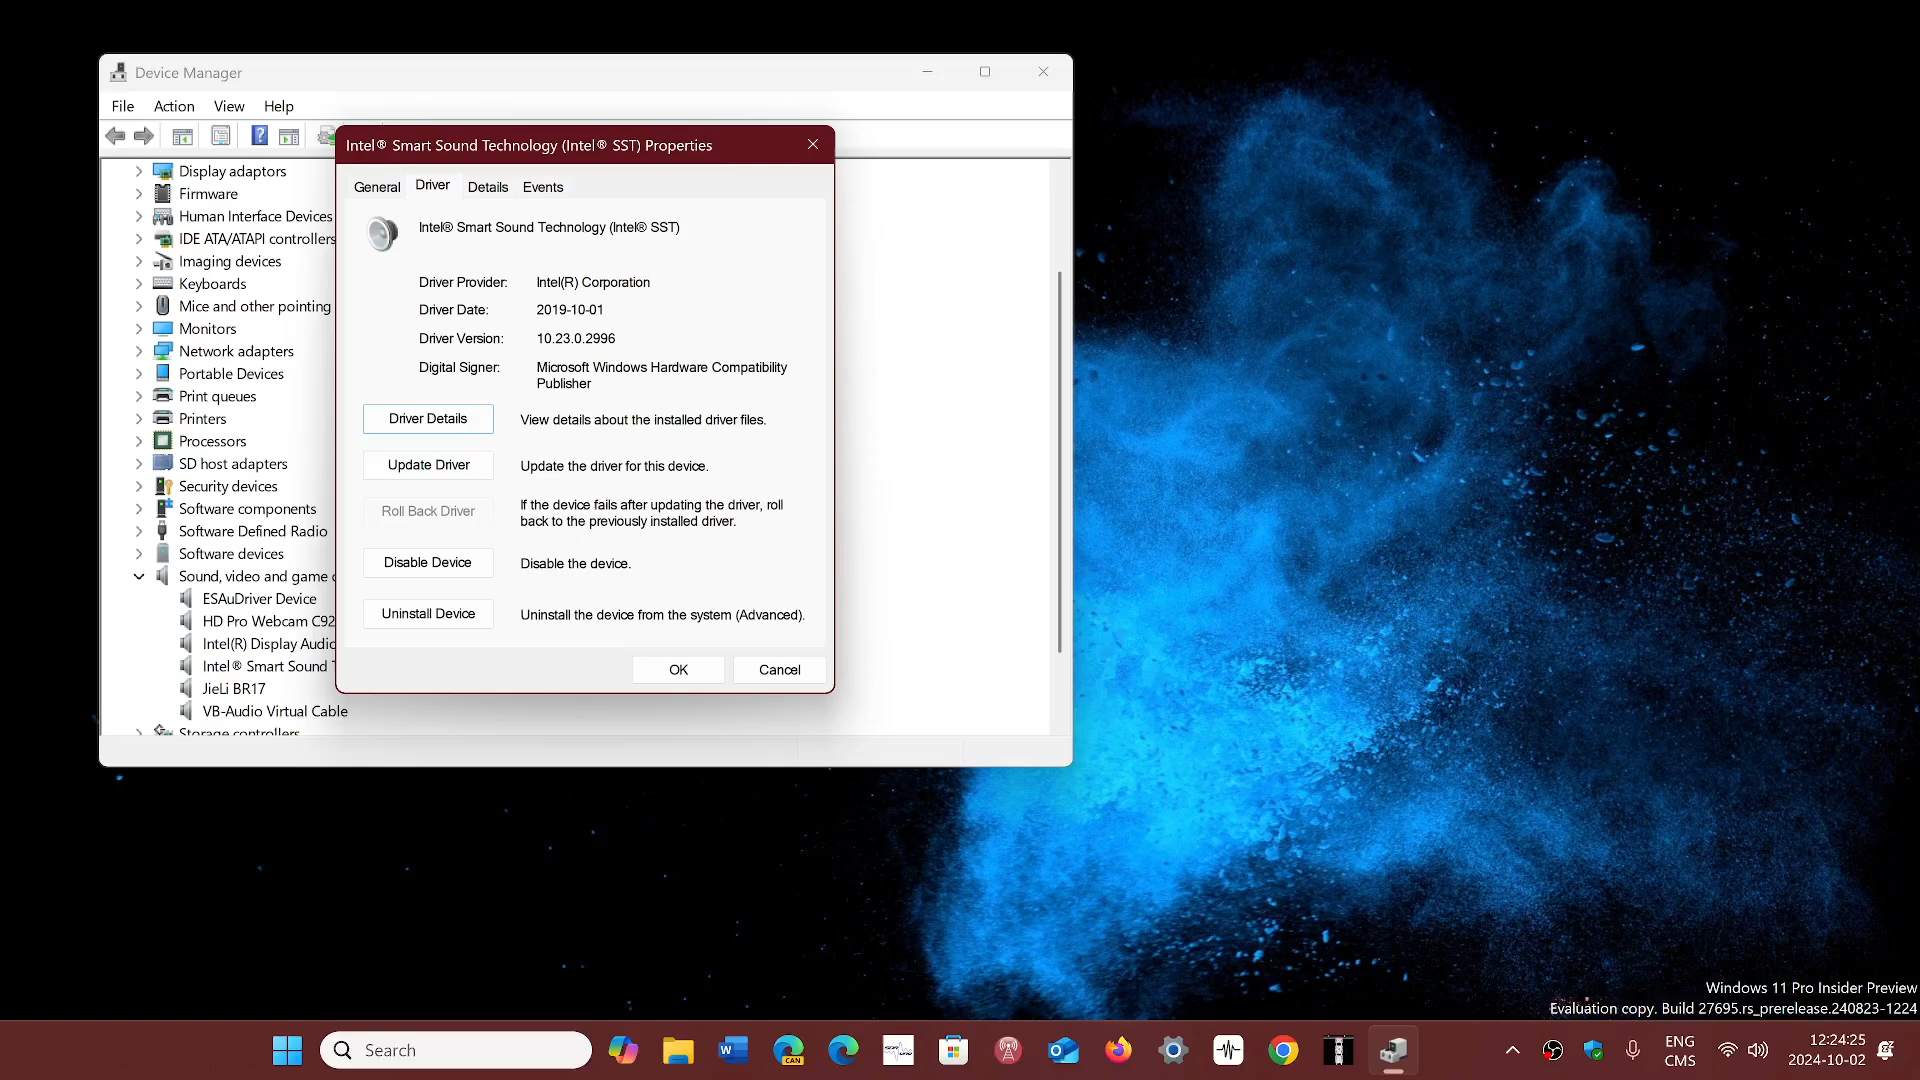 Device Manager
File Action View Help
Intel® Smart Sound Technology (Intel® SST) Properties
General Driver Details Events
Intel® Smart Sound Technology (Intel® SST)
Driver Provider: Intel(R) Corporation
Driver Date: 2019-10-01
Driver Version: 10.23.0.2996
Digital Signer: Microsoft Windows Hardware Compatibility
Publisher
Driver Details View details about the installed driver files.
Update Driver Update the driver for this device.
Roll Back Driver If the device fails after updating the driver, roll
back to the previously installed driver.
Disable Device Disable the device.
Uninstall Device Uninstall the device from the system (Advanced).
OK Cancel
Display adaptors
Firmware
Human Interface Devices
IDE ATA/ATAPI controllers
Imaging devices
Keyboards
Mice and other pointing
Monitors
Network adapters
Portable Devices
Print queues
Printers
Processors
SD host adapters
Security devices
Software components
Software Defined Radio
Software devices
Sound, video and game
ESAuDriver Device
HD Pro Webcam C92
Intel(R) Display Audio
Intel® Smart Sound
JieLi BR17
VB-Audio Virtual Cable
Storage controllers
Windows 11 Pro Insider Preview
Evaluation copy. Build 27695.rs_prerelease.240823-1224
Search
CAN
ENG
CMS
12:24:25
2024-10-02